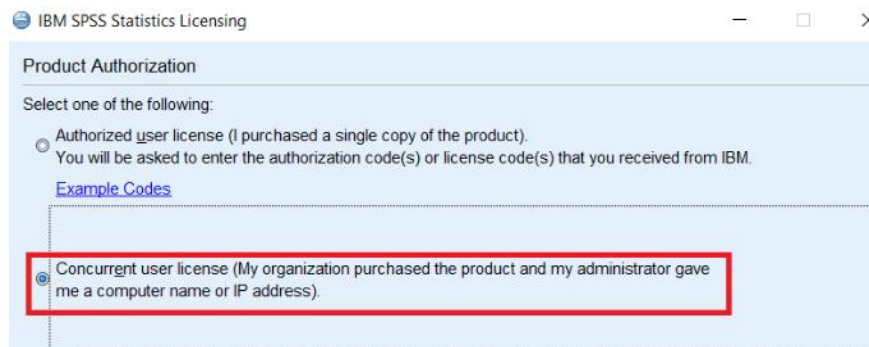 IBM SPSS Statistics Licensing
Product Authorization
Select one of the following:
Authorized user license (I purchased a single copy of the product).
You will be asked to enter the authorization code(s) or license code(s) that you received from IBM.
Example Codes
Concurrent user license (My organization purchased the product and my administrator gave
me a computer name or IP address).